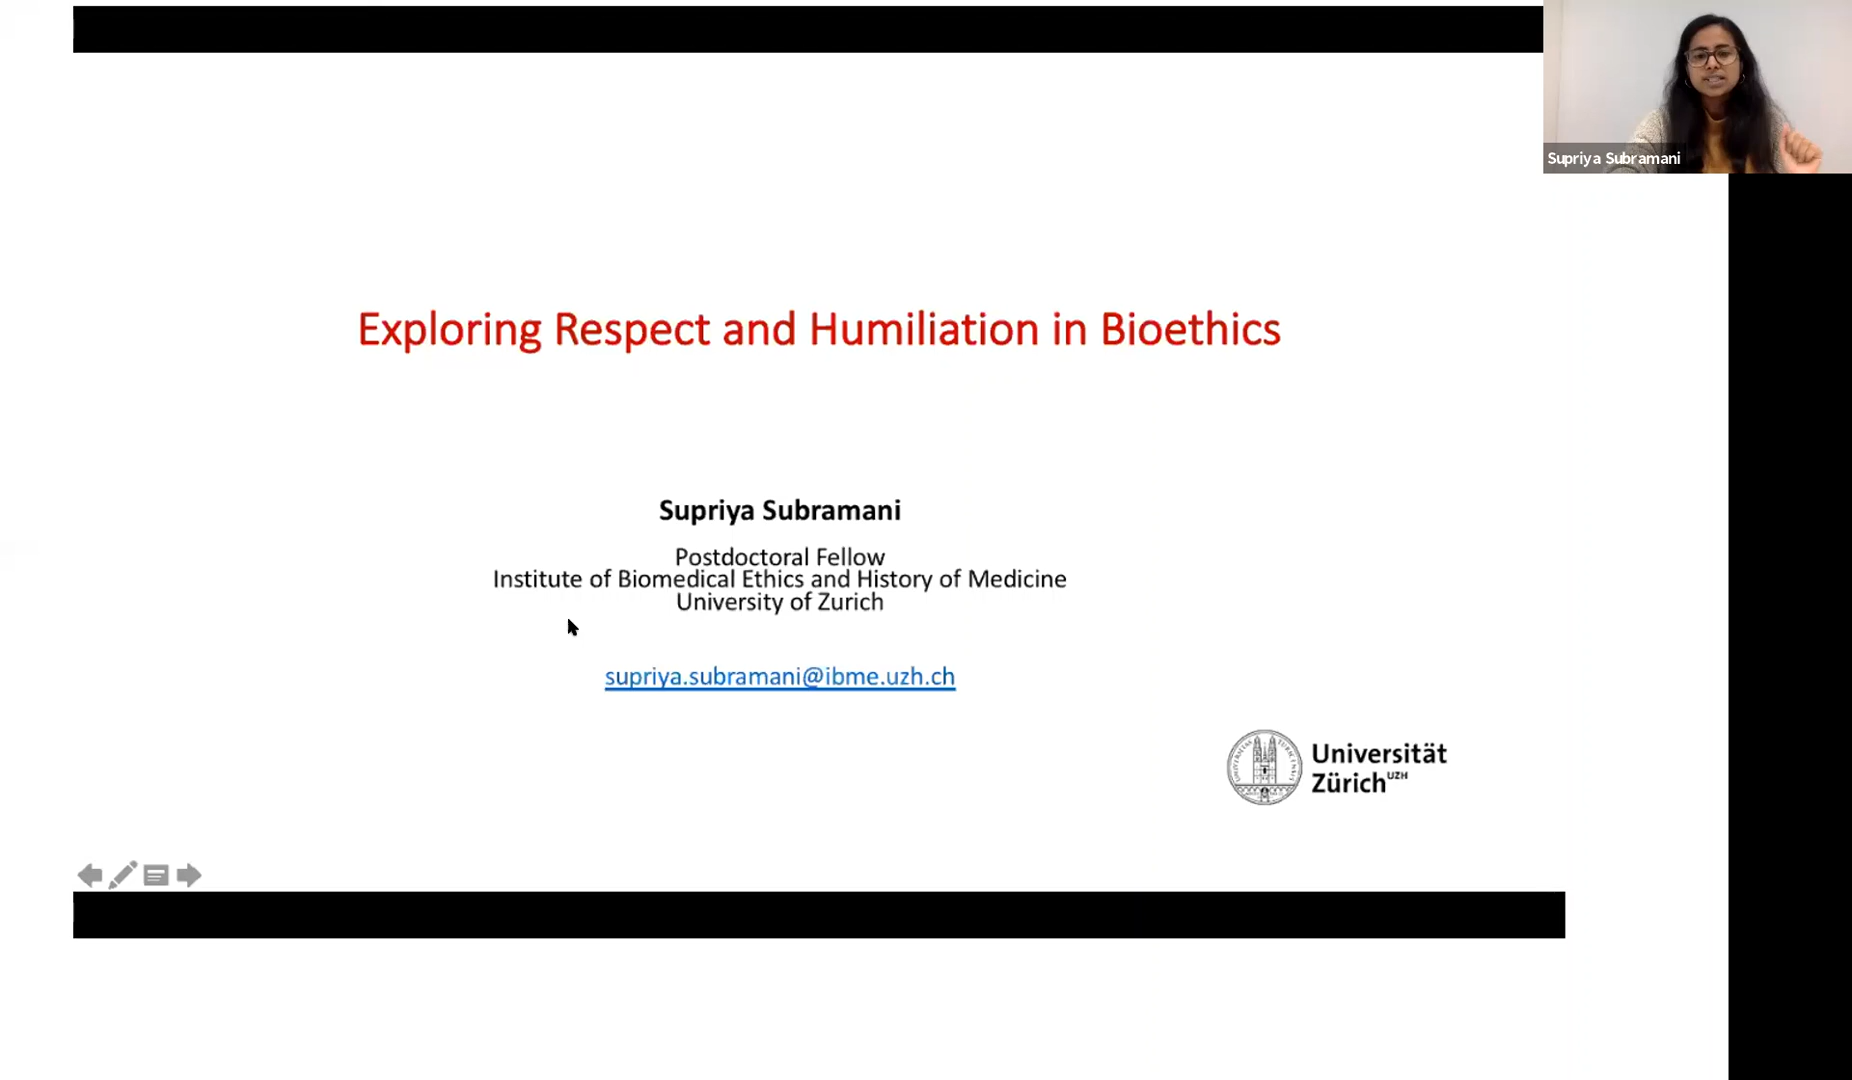 Supriya Subramani
Exploring Respect and Humiliation in Bioethics
Supriya Subramani
Postdoctoral Fellow
Institute of Biomedical Ethics and History of Medicine
University of Zurich
supriya.subramani@ibme.uzh.ch
Universität
Zürich UZH